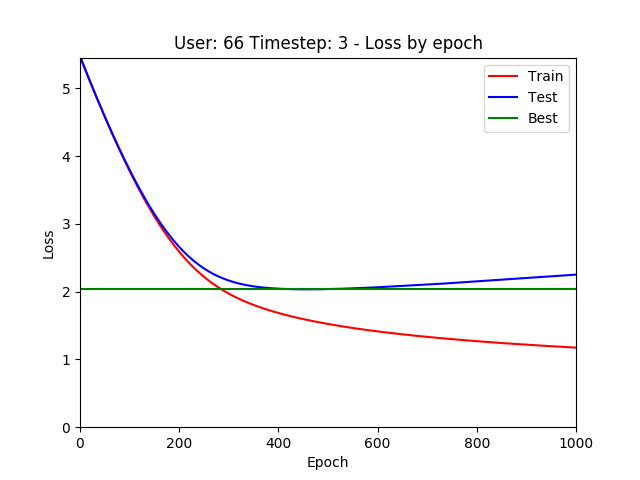 User: 66 Timestep: 3 - Loss by epoch
Train
Test
Best
5
4
3
2
1
0
Loss
0 200 400 600 800 1000
Epoch